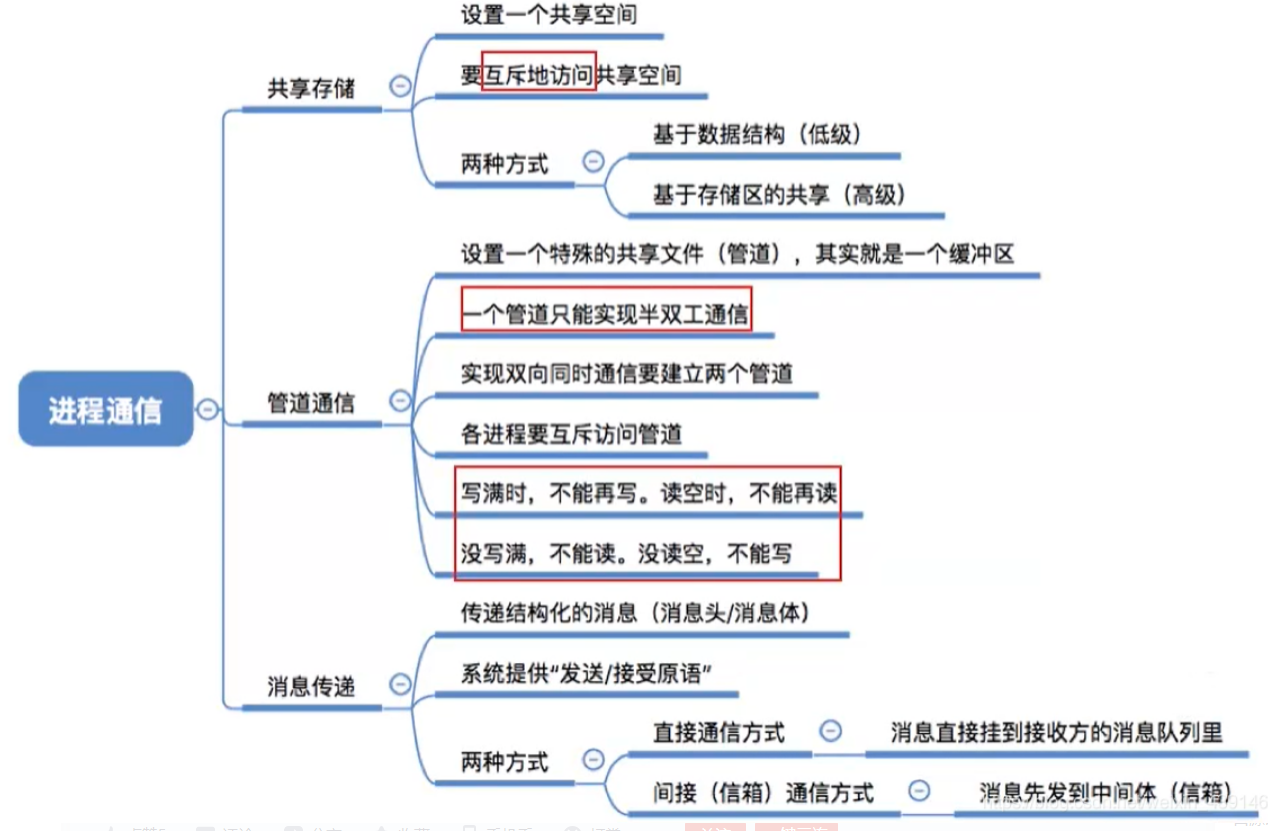 设置一个共享空间
要互斥地访问共享空间
共享存储
基于数据结构（低级）
两种方式
基于存储区的共享（高级）
设置一个特殊的共享文件（管道），其实就是一个缓冲区
一个管道只能实现半双工通信
实现双向同时通信要建立两个管道
进程通信
管道通信
各进程要互斥访问管道
写满时，不能再写。读空时，不能再读
没写满，不能读。没读空，不能写
传递结构化的消息（消息头/消息体）
系统提供“发送/接受原语”
消息传递
直接通信方式
消息直接挂到接收方的消息队列里
两种方式
间接（信箱）通信方式
消息先发到中间体（信箱）